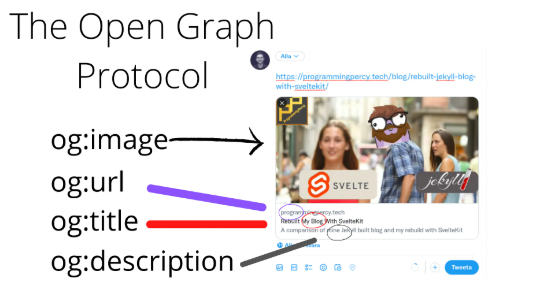 The Open Graph
Protocol
og:image
og:url
og:title
og:description
Alla
https://programmingpercy.tech/blog/rebuilt-jekyll-blog-
with-sveltekit/
SVELTE
jekyll
programmingpercy.tech
Rebuilt My Blog With SvelteKit
A comparison of mine Jekyll built blog and my rebuild with SvelteKit
Tweeta